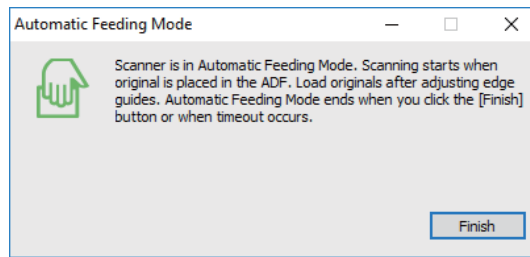 Automatic Feeding Mode
Scanner is in Automatic Feeding Mode. Scanning starts when
original is placed in the ADF. Load originals after adjusting edge
guides. Automatic Feeding Mode ends when you click the [Finish]
button or when timeout occurs.
Finish